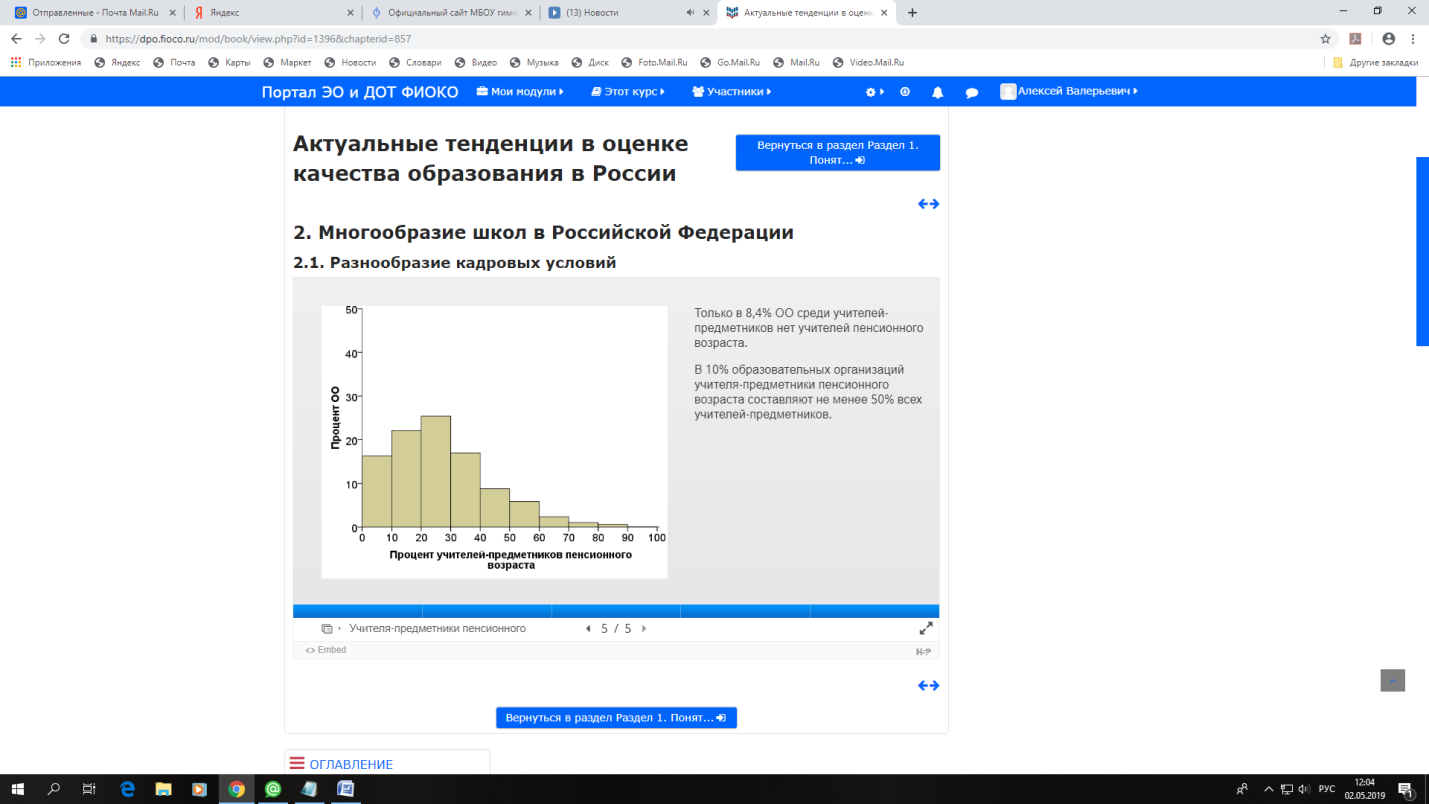 Отправленные - Почта Mail.Ru
Яндекс
Официальный сайт МБОУ гимн
(13) Новости
Актуальные тенденции в оценк
https://dpo.fioco.ru/mod/book/view.php?id=1396&chapterid=857
Приложения Яндекс Почта Карты Маркет Новости Словари Видео Музыка Диск Foto.Mail.Ru Go.Mail.Ru Mail.Ru Video.Mail.Ru Другие закладки
Портал ЭО и ДОТ ФИОКО Мои модули Этот курс Участники Алексей Валерьевич
Актуальные тенденции в оценке
качества образования в России
Вернуться в раздел Раздел 1.
Понят...
2. Многообразие школ в Российской Федерации
2.1. Разнообразие кадровых условий
50
40
30
20
10
0
Процент ОО
0 10 20 30 40 50 60 70 80 90 100
Процент учителей-предметников пенсионного
возраста
Только в 8,4% ОО среди учителей-
предметников нет учителей пенсионного
возраста.
В 10% образовательных организаций
учителя-предметники пенсионного
возраста составляют не менее 50% всех
учителей-предметников.
Учителя-предметники пенсионного
5 / 5
<> Embed
H5P
Вернуться в раздел Раздел 1. Понят...
ОГЛАВЛЕНИЕ
РУС
12:04
02.05.2019
1